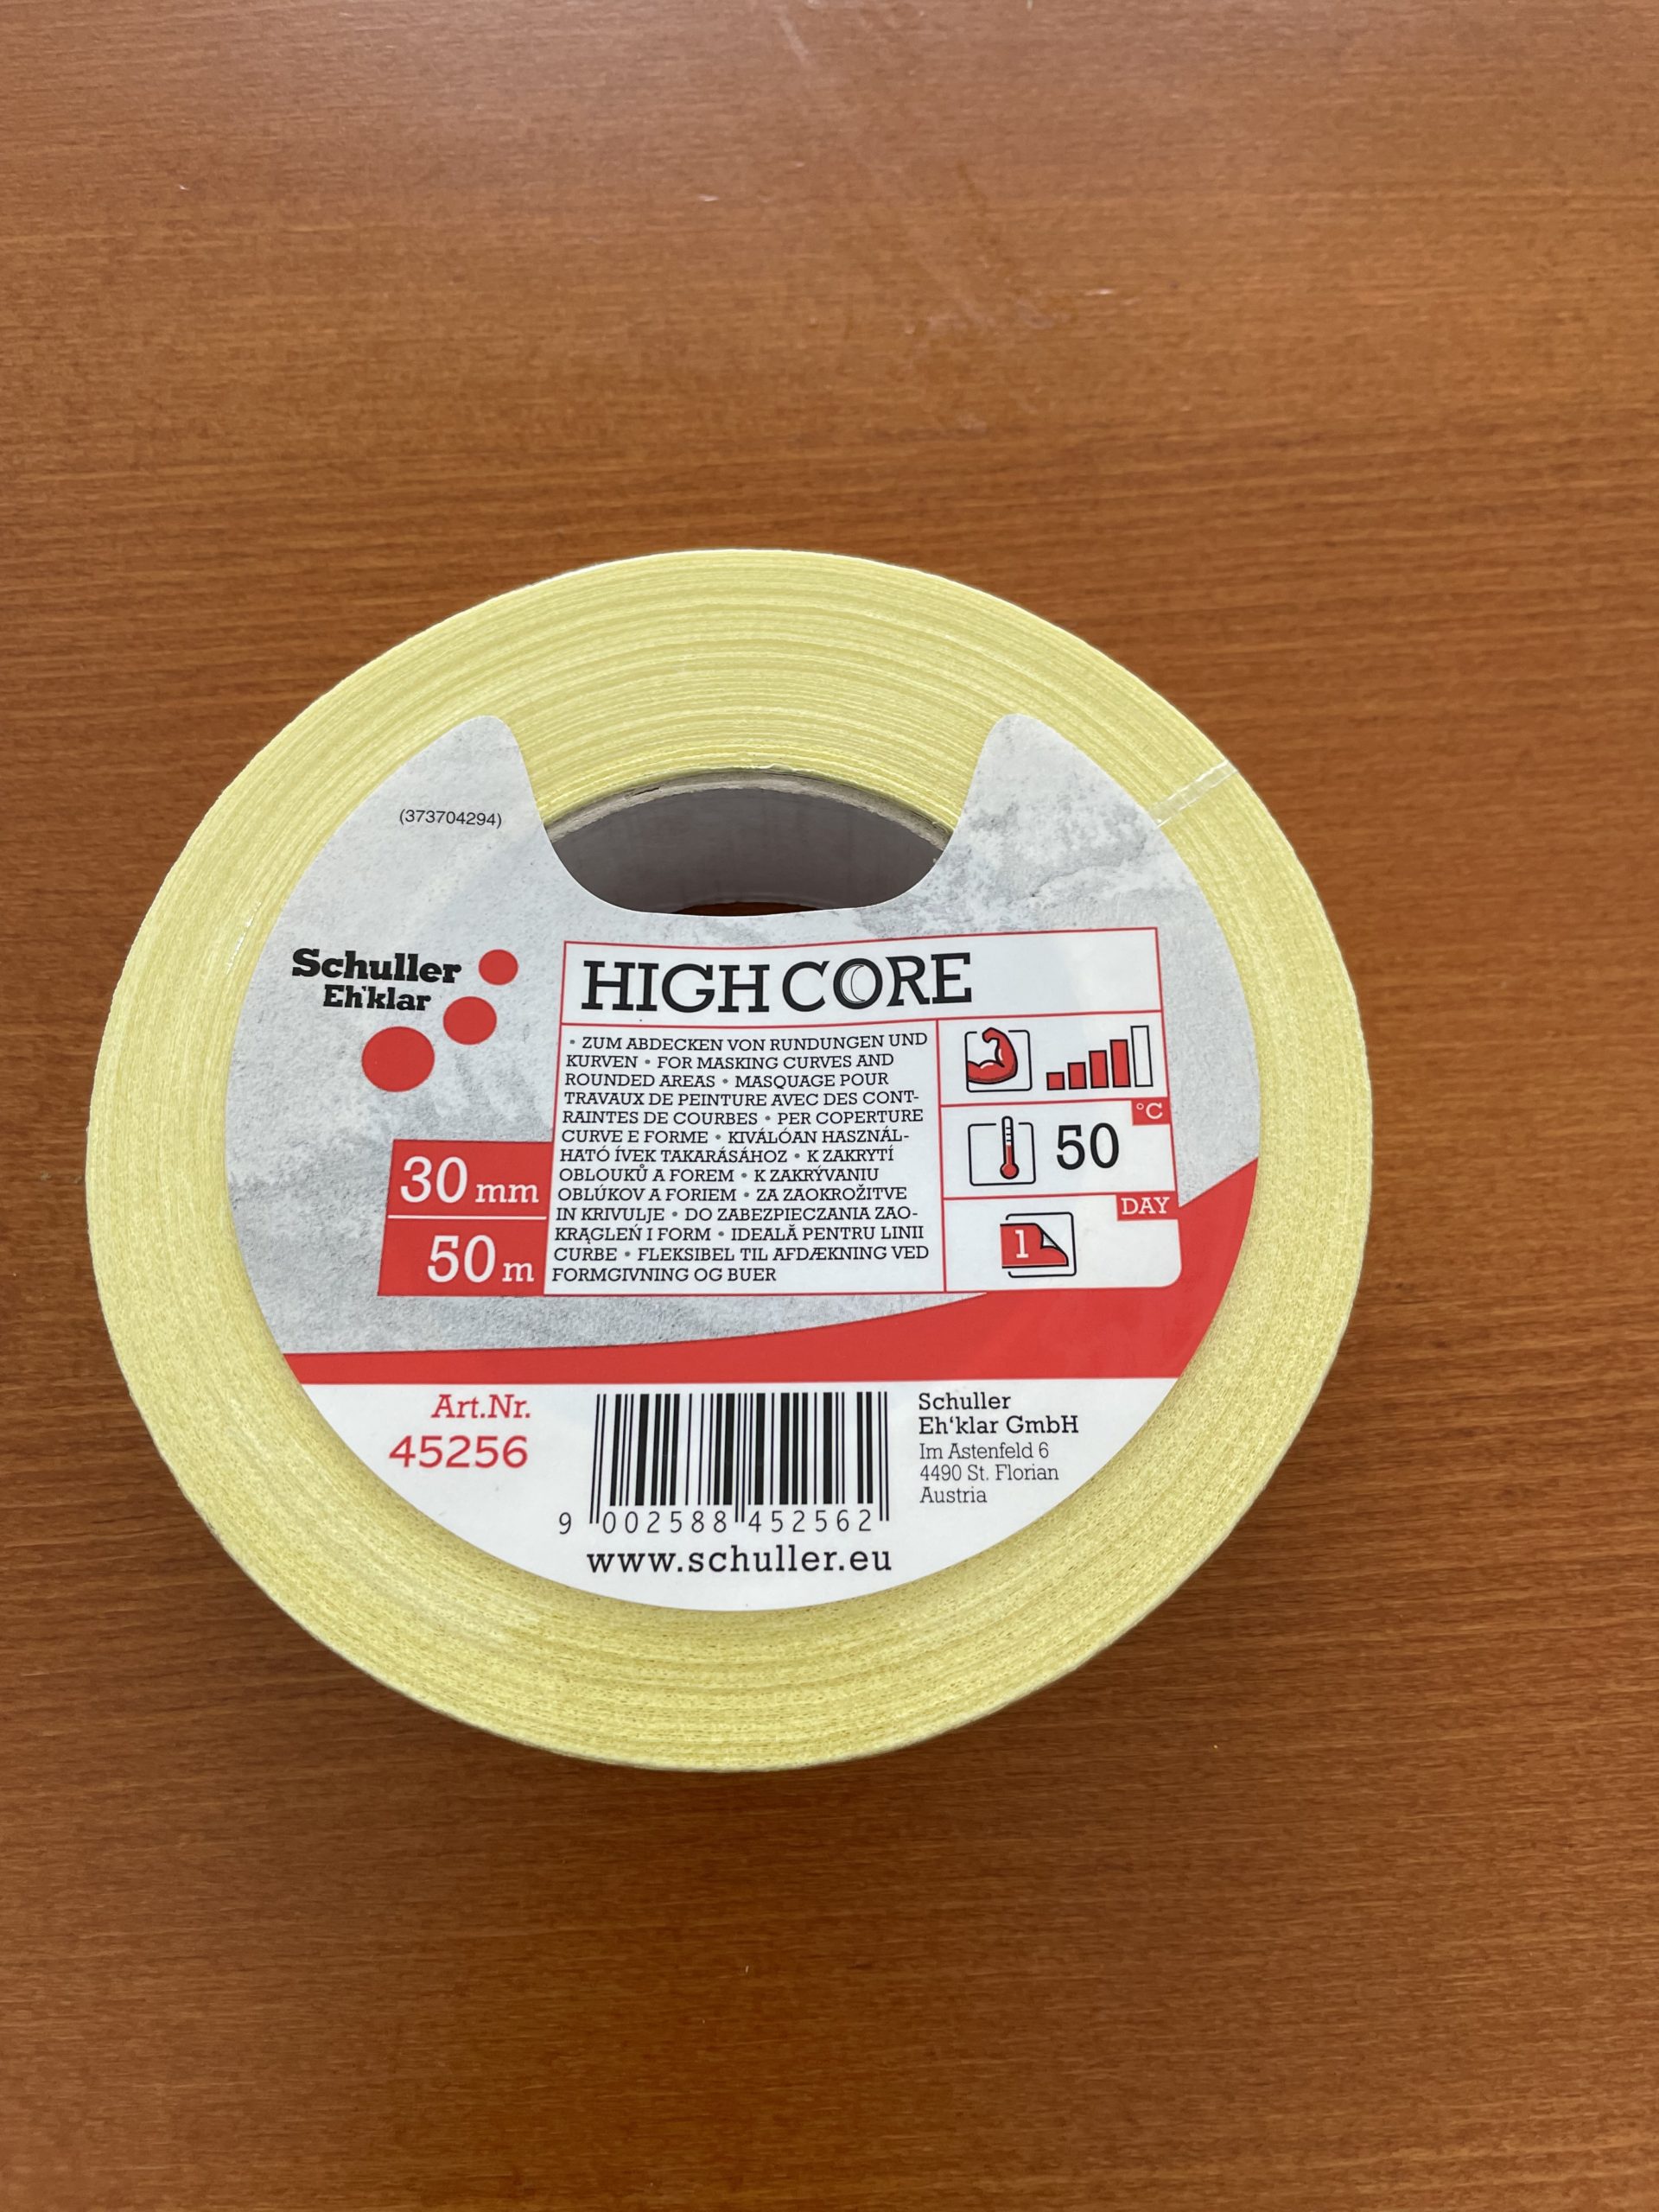 (373704294)
Schuller
Eh'klar
HIGH CORE
• ZUM ABDECKEN VON RUNDUNGEN UND
KURVEN • FOR MASKING CURVES AND
ROUNDED AREAS • MASQUAGE POUR
TRAVAUX DE PEINTURE AVEC DES CONT-
RAINTES DE COURBES • PER COPERTURE
CURVE E FORME • KIVÁLÓAN HASZNÁL-
HATÓ ÍVEK TAKARÁSÁHOZ • K ZAKRYTÍ
OBLOUKŮ A FOREM • K ZAKRÝVANIU
OBLÚKOV A FORIEM • ZA ZAOKROŽITVE
IN KRIVULJE • DO ZABEZPIECZANIA ZAO-
KRĄGLEŃ I FORM • IDEALĂ PENTRU LINII
CURBE • FLEKSIBEL TIL AFDÆKNING VED
FORMGIVNING OG BUER
°C
50
DAY
1
30 mm
50 m
Art.Nr.
45256
9 002588 452562
www.schuller.eu
Schuller
Eh‘klar GmbH
Im Astenfeld 6
4490 St. Florian
Austria